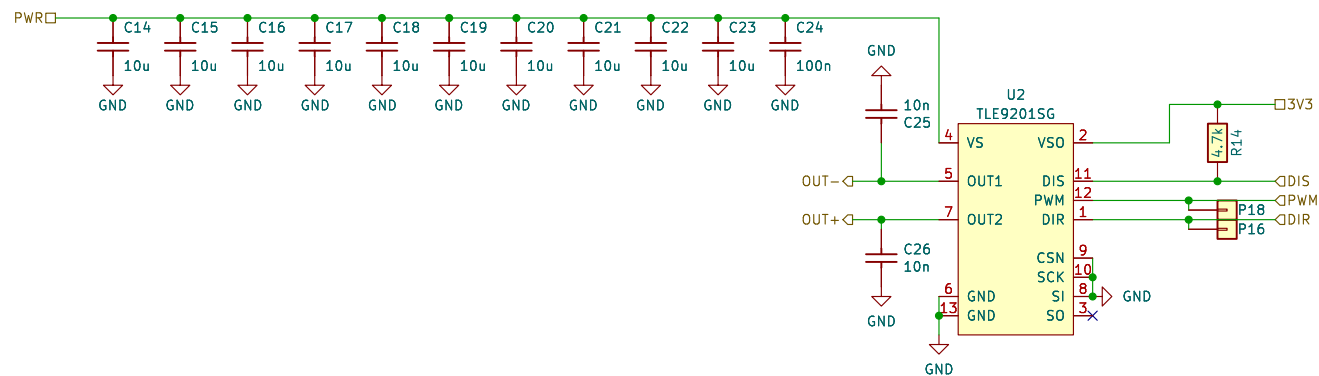 PWR
C14 C15 C16 C17 C18 C19 C20 C21 C22 C23 C24
10u 10u 10u 10u 10u 10u 10u 10u 10u 10u 100n
GND GND GND GND GND GND GND GND GND GND GND
GND
10n
C25
U2
TLE9201SG
3V3
4.7k
R14
4 VS VSO 2
OUT- 5 OUT1 DIS 11 DIS
PWM 12 PWM
P18
OUT+ 7 OUT2 DIR 1 DIR
P16
C26
10n
CSN 9
SCK 10
6 GND SI 8 GND
13 GND SO 3
GND
GND